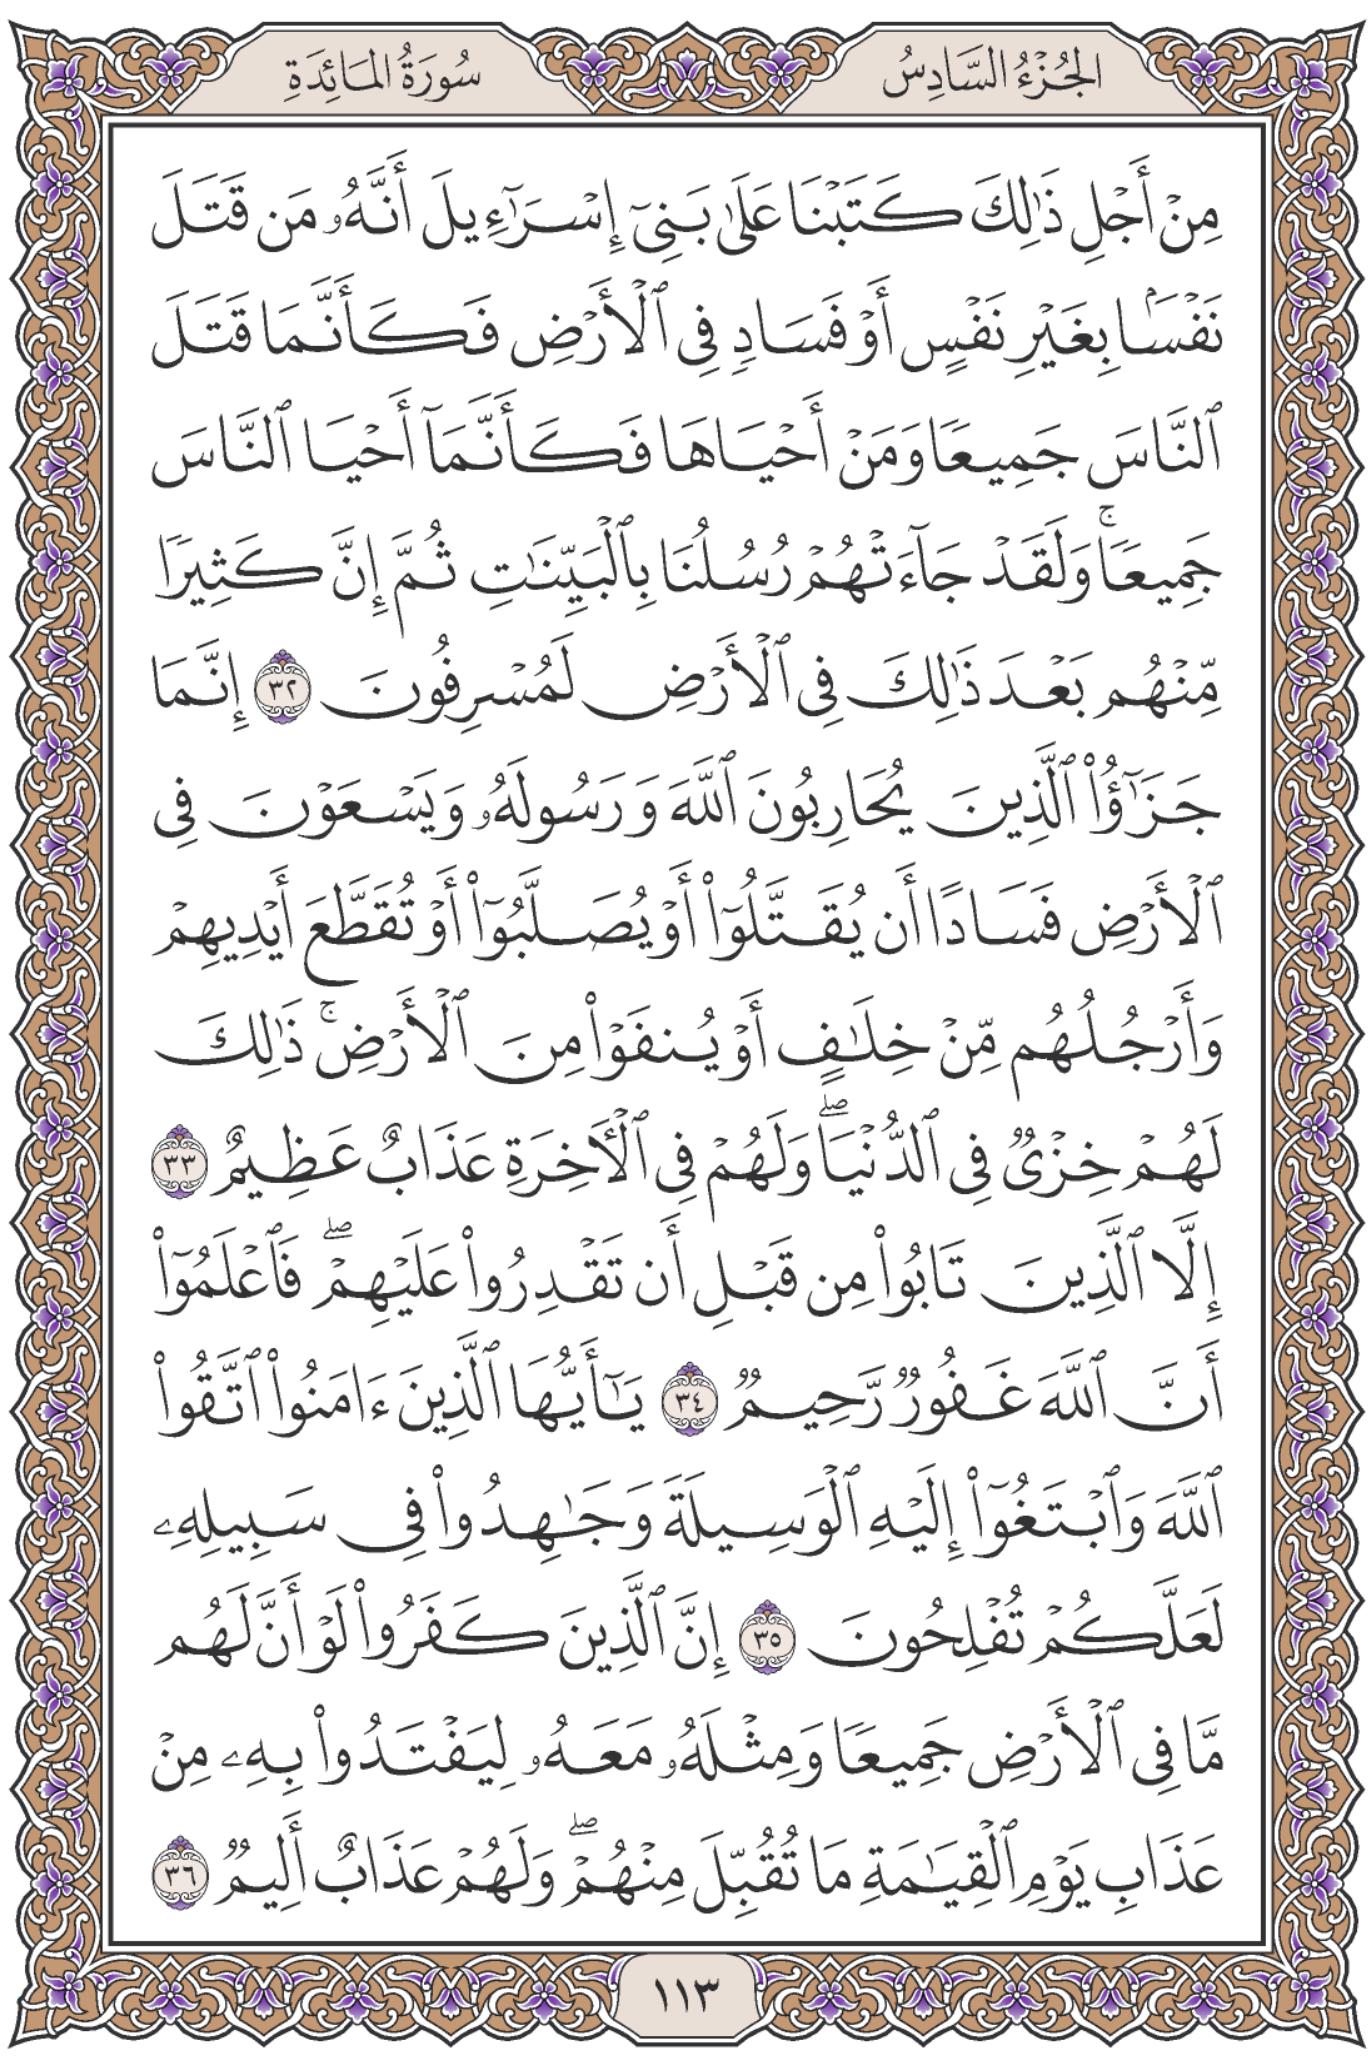 الجُزْءُ السَّادِسُ
سُورَةُ المَائِدَةِ
مِنْ أَجْلِ ذَٰلِكَ كَتَبْنَا عَلَىٰ بَنِىٓ إِسْرَـٰٓءِيلَ أَنَّهُۥ مَن قَتَلَ
نَفْسًۢا بِغَيْرِ نَفْسٍ أَوْ فَسَادٍ فِى ٱلْأَرْضِ فَكَأَنَّمَا قَتَلَ
ٱلنَّاسَ جَمِيعًا وَمَنْ أَحْيَاهَا فَكَأَنَّمَآ أَحْيَا ٱلنَّاسَ
جَمِيعًا ۚ وَلَقَدْ جَآءَتْهُمْ رُسُلُنَا بِٱلْبَيِّنَـٰتِ ثُمَّ إِنَّ كَثِيرًا
مِّنْهُم بَعْدَ ذَٰلِكَ فِى ٱلْأَرْضِ لَمُسْرِفُونَ ٣٢ إِنَّمَا
جَزَـٰٓؤُا۟ ٱلَّذِينَ يُحَارِبُونَ ٱللَّهَ وَرَسُولَهُۥ وَيَسْعَوْنَ فِى
ٱلْأَرْضِ فَسَادًا أَن يُقَتَّلُوٓا۟ أَوْ يُصَلَّبُوٓا۟ أَوْ تُقَطَّعَ أَيْدِيهِمْ
وَأَرْجُلُهُم مِّنْ خِلَـٰفٍ أَوْ يُنفَوْا۟ مِنَ ٱلْأَرْضِ ۚ ذَٰلِكَ
لَهُمْ خِزْىٌ فِى ٱلدُّنْيَا ۖ وَلَهُمْ فِى ٱلْـَٔاخِرَةِ عَذَابٌ عَظِيمٌ ٣٣
إِلَّا ٱلَّذِينَ تَابُوا۟ مِن قَبْلِ أَن تَقْدِرُوا۟ عَلَيْهِمْ ۖ فَٱعْلَمُوٓا۟
أَنَّ ٱللَّهَ غَفُورٌ رَّحِيمٌ ٣٤ يَـٰٓأَيُّهَا ٱلَّذِينَ ءَامَنُوا۟ ٱتَّقُوا۟
ٱللَّهَ وَٱبْتَغُوٓا۟ إِلَيْهِ ٱلْوَسِيلَةَ وَجَـٰهِدُوا۟ فِى سَبِيلِهِۦ
لَعَلَّكُمْ تُفْلِحُونَ ٣٥ إِنَّ ٱلَّذِينَ كَفَرُوا۟ لَوْ أَنَّ لَهُم
مَّا فِى ٱلْأَرْضِ جَمِيعًا وَمِثْلَهُۥ مَعَهُۥ لِيَفْتَدُوا۟ بِهِۦ مِنْ
عَذَابِ يَوْمِ ٱلْقِيَـٰمَةِ مَا تُقُبِّلَ مِنْهُمْ ۖ وَلَهُمْ عَذَابٌ أَلِيمٌ ٣٦
١١٣